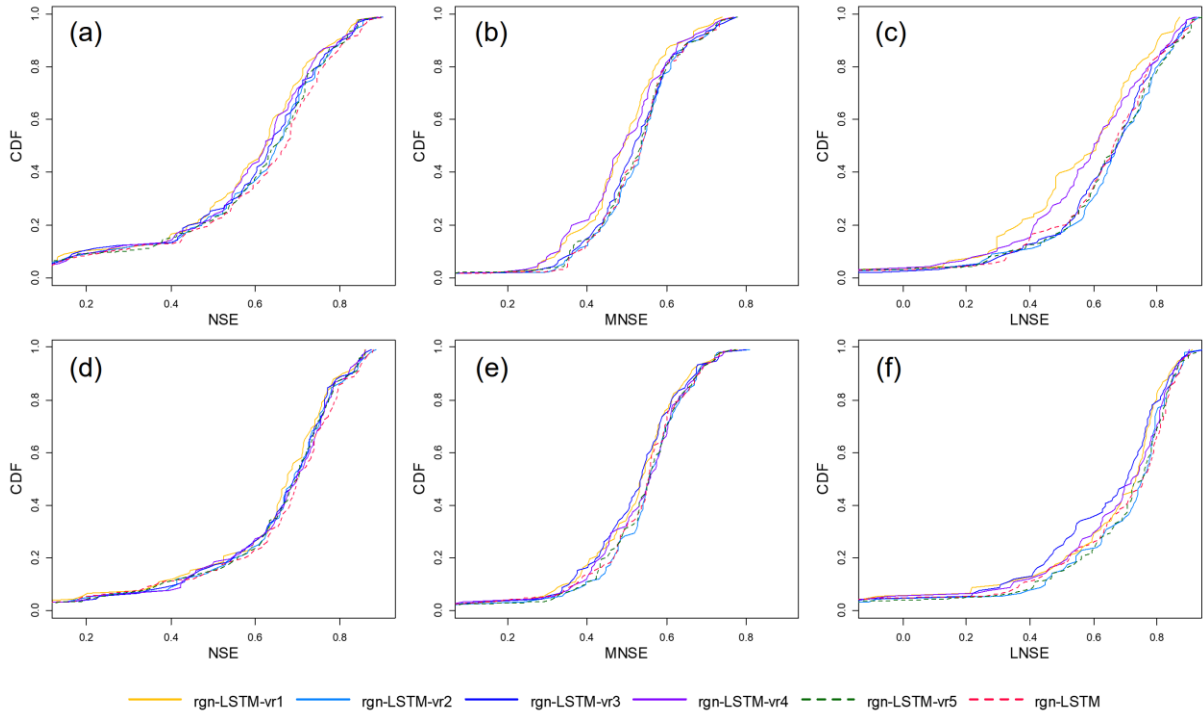 (a)
CDF
0.0 0.2 0.4 0.6 0.8 1.0
0.2 0.4 0.6 0.8
NSE
(b)
CDF
0.0 0.2 0.4 0.6 0.8 1.0
0.2 0.4 0.6 0.8
MNSE
(c)
CDF
0.0 0.2 0.4 0.6 0.8 1.0
0.0 0.2 0.4 0.6 0.8
LNSE
(d)
CDF
0.0 0.2 0.4 0.6 0.8 1.0
0.2 0.4 0.6 0.8
NSE
(e)
CDF
0.0 0.2 0.4 0.6 0.8 1.0
0.2 0.4 0.6 0.8
MNSE
(f)
CDF
0.0 0.2 0.4 0.6 0.8 1.0
0.0 0.2 0.4 0.6 0.8
LNSE
rgn-LSTM-vr1 rgn-LSTM-vr2 rgn-LSTM-vr3 rgn-LSTM-vr4 rgn-LSTM-vr5 rgn-LSTM